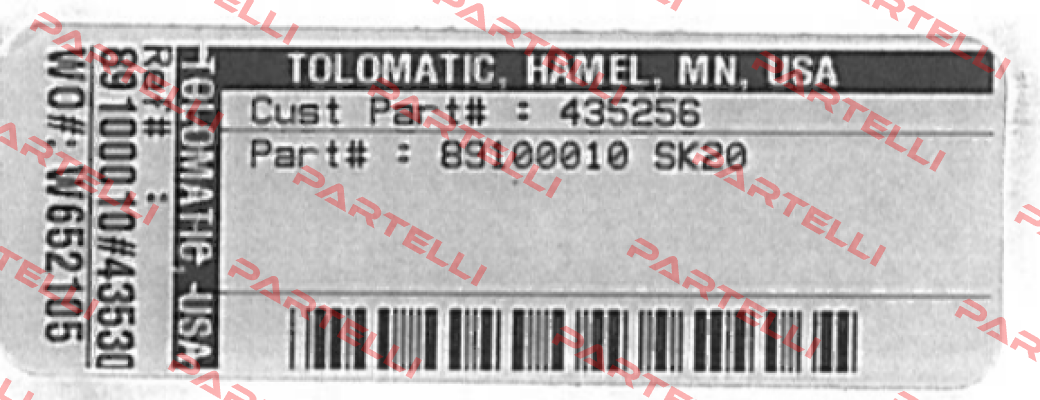 TOLOMATIC, HAMEL, MN, USA
Cust Part# : 435256
Part# : 89100010 SK20
TOLOMATIC, USA
Ref# :
89100010#43530
WO#: W652105
PARTELLI